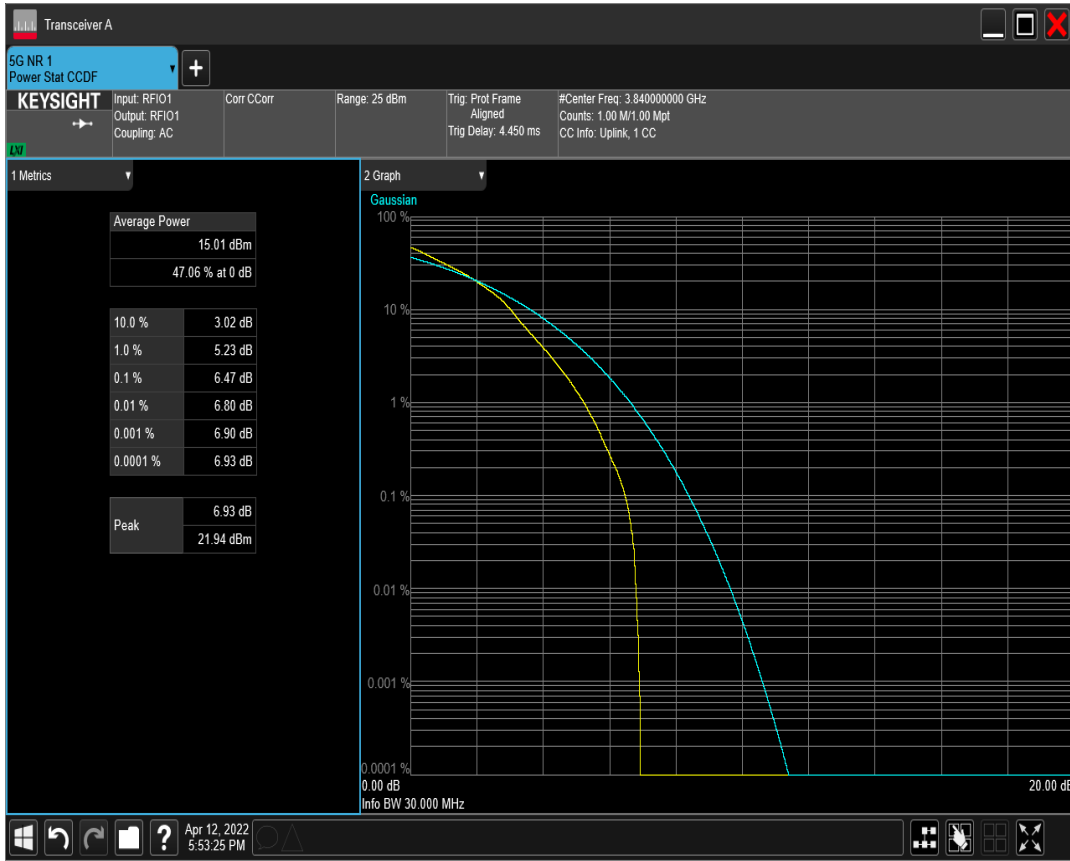 Transceiver A
5G NR 1
Power Stat CCDF
KEYSIGHT
LXI
Input: RFIO1
Output: RFIO1
Coupling: AC
Corr CCorr
Range: 25 dBm
Trig: Prot Frame
Aligned
Trig Delay: 4.450 ms
#Center Freq: 3.840000000 GHz
Counts: 1.00 M/1.00 Mpt
CC Info: Uplink, 1 CC
1 Metrics
Average Power
15.01 dBm
47.06 % at 0 dB
10.0 % 3.02 dB
1.0 % 5.23 dB
0.1 % 6.47 dB
0.01 % 6.80 dB
0.001 % 6.90 dB
0.0001 % 6.93 dB
Peak
6.93 dB
21.94 dBm
2 Graph
Gaussian
100 %
10 %
1 %
0.1 %
0.01 %
0.001 %
0.0001 %
0.00 dB 20.00 dB
Info BW 30.000 MHz
? Apr 12, 2022
5:53:25 PM